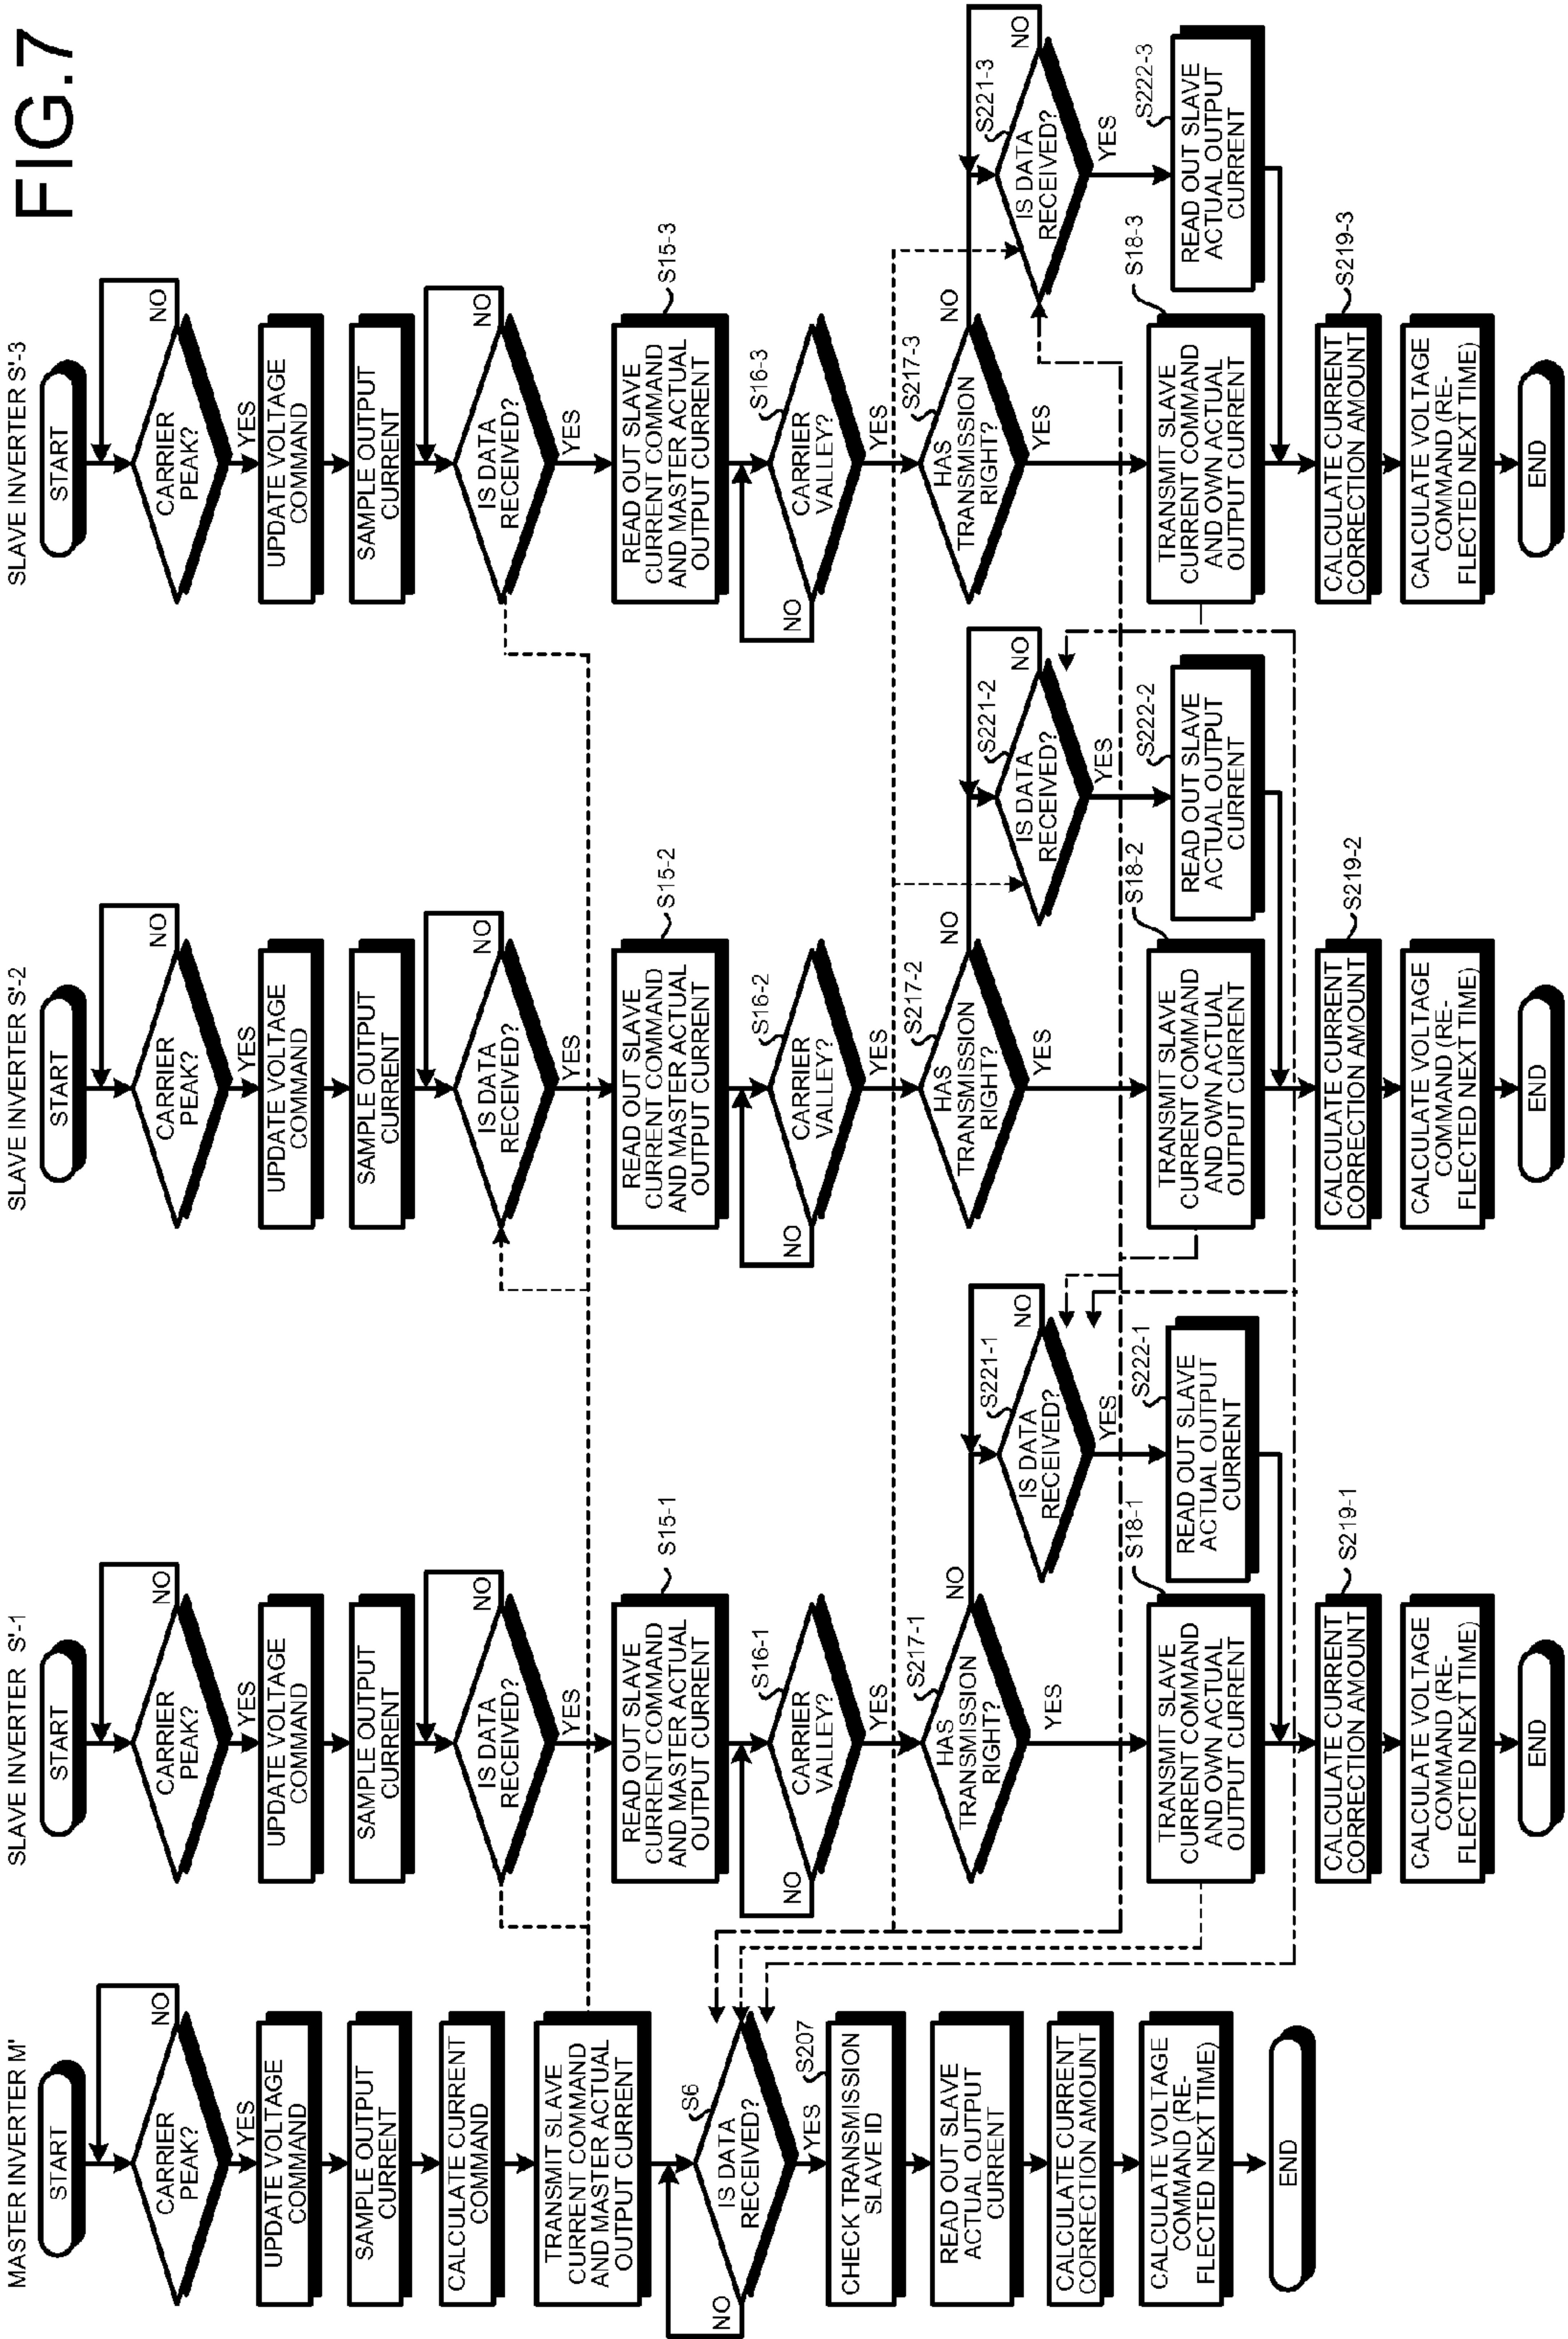 FIG.7
MASTER INVERTER M'
START
CARRIER
PEAK?
NO
YES
UPDATE VOLTAGE
COMMAND
SAMPLE OUTPUT
CURRENT
CALCULATE CURRENT
COMMAND
TRANSMIT SLAVE
CURRENT COMMAND
AND MASTER ACTUAL
OUTPUT CURRENT
S6
IS DATA
RECEIVED?
NO
YES
S207
CHECK TRANSMISSION
SLAVE ID
READ OUT SLAVE
ACTUAL OUTPUT
CURRENT
CALCULATE CURRENT
CORRECTION AMOUNT
CALCULATE VOLTAGE
COMMAND (RE-
FLECTED NEXT TIME)
END
SLAVE INVERTER S'-1
START
CARRIER
PEAK?
NO
YES
UPDATE VOLTAGE
COMMAND
SAMPLE OUTPUT
CURRENT
IS DATA
RECEIVED?
NO
YES
S15-1
READ OUT SLAVE
CURRENT COMMAND
AND MASTER ACTUAL
OUTPUT CURRENT
S16-1
CARRIER
VALLEY?
NO
YES
S217-1
HAS
TRANSMISSION
RIGHT?
NO
YES
S221-1
IS DATA
RECEIVED?
NO
YES
S222-1
READ OUT SLAVE
ACTUAL OUTPUT
CURRENT
S18-1
TRANSMIT SLAVE
CURRENT COMMAND
AND OWN ACTUAL
OUTPUT CURRENT
S219-1
CALCULATE CURRENT
CORRECTION AMOUNT
CALCULATE VOLTAGE
COMMAND (RE-
FLECTED NEXT TIME)
END
SLAVE INVERTER S'-2
START
CARRIER
PEAK?
NO
YES
UPDATE VOLTAGE
COMMAND
SAMPLE OUTPUT
CURRENT
IS DATA
RECEIVED?
NO
YES
S15-2
READ OUT SLAVE
CURRENT COMMAND
AND MASTER ACTUAL
OUTPUT CURRENT
S16-2
CARRIER
VALLEY?
NO
YES
S217-2
HAS
TRANSMISSION
RIGHT?
NO
YES
S221-2
IS DATA
RECEIVED?
NO
YES
S222-2
READ OUT SLAVE
ACTUAL OUTPUT
CURRENT
S18-2
TRANSMIT SLAVE
CURRENT COMMAND
AND OWN ACTUAL
OUTPUT CURRENT
S219-2
CALCULATE CURRENT
CORRECTION AMOUNT
CALCULATE VOLTAGE
COMMAND (RE-
FLECTED NEXT TIME)
END
SLAVE INVERTER S'-3
START
CARRIER
PEAK?
NO
YES
UPDATE VOLTAGE
COMMAND
SAMPLE OUTPUT
CURRENT
IS DATA
RECEIVED?
NO
YES
S15-3
READ OUT SLAVE
CURRENT COMMAND
AND MASTER ACTUAL
OUTPUT CURRENT
S16-3
CARRIER
VALLEY?
NO
YES
S217-3
HAS
TRANSMISSION
RIGHT?
NO
YES
S221-3
IS DATA
RECEIVED?
NO
YES
S222-3
READ OUT SLAVE
ACTUAL OUTPUT
CURRENT
S18-3
TRANSMIT SLAVE
CURRENT COMMAND
AND OWN ACTUAL
OUTPUT CURRENT
S219-3
CALCULATE CURRENT
CORRECTION AMOUNT
CALCULATE VOLTAGE
COMMAND (RE-
FLECTED NEXT TIME)
END